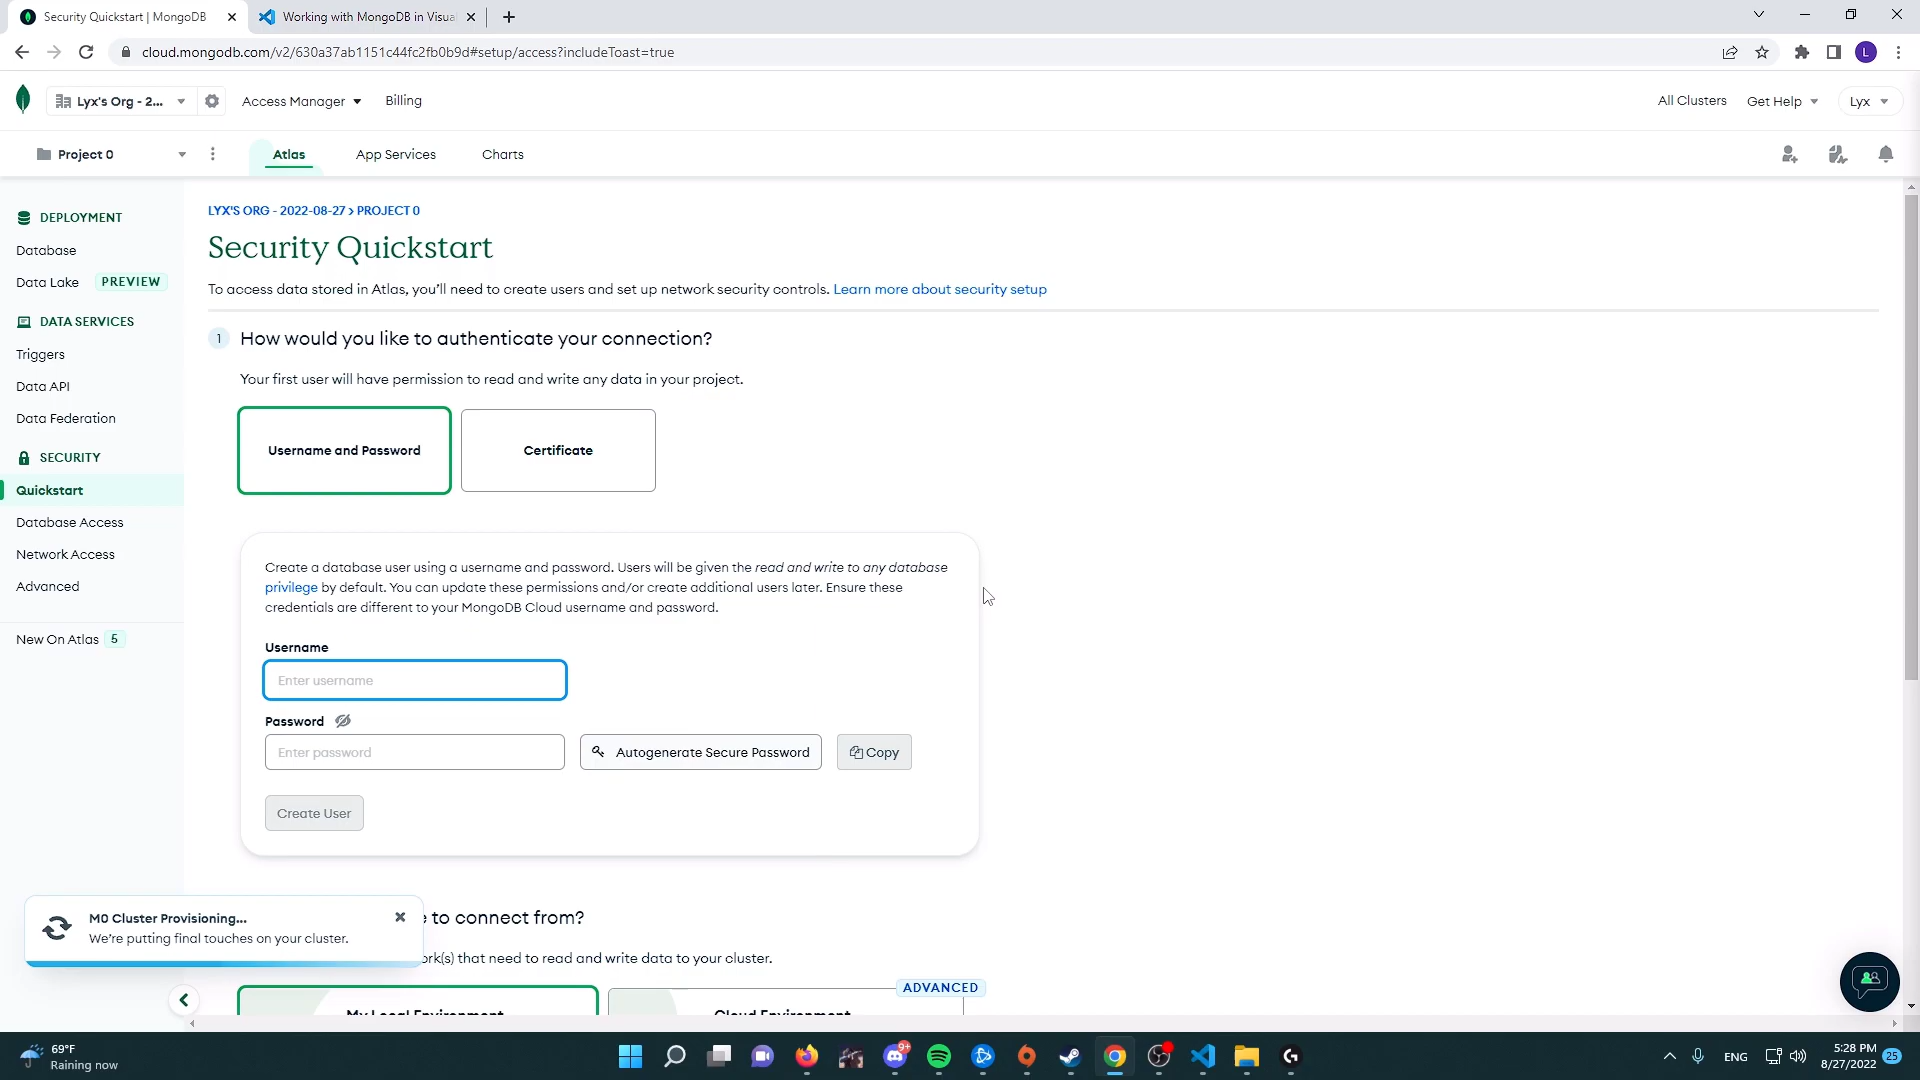 Security Quickstart | MongoDB
Working with MongoDB in Visual
cloud.mongodb.com/v2/630a37ab1151c44fc2fb0b9d#setup/access?includeToast=true
L
Lyx's Org - 2...
Access Manager
Billing
All Clusters
Get Help
Lyx
Project 0
Atlas
App Services
Charts
DEPLOYMENT
Database
Data Lake PREVIEW
DATA SERVICES
Triggers
Data API
Data Federation
SECURITY
Quickstart
Database Access
Network Access
Advanced
New On Atlas 5
LYX'S ORG - 2022-08-27 > PROJECT 0
Security Quickstart
To access data stored in Atlas, you'll need to create users and set up network security controls. Learn more about security setup
1 How would you like to authenticate your connection?
Your first user will have permission to read and write any data in your project.
Username and Password
Certificate
Create a database user using a username and password. Users will be given the read and write to any database
privilege by default. You can update these permissions and/or create additional users later. Ensure these
credentials are different to your MongoDB Cloud username and password.
Username
Enter username
Password
Enter password
Autogenerate Secure Password
Copy
Create User
M0 Cluster Provisioning...
We're putting final touches on your cluster.
to connect from?
that need to read and write data to your cluster.
ADVANCED
My Local Environment
Cloud Environment
69°F
Raining now
9+
ENG
5:28 PM
8/27/2022
25